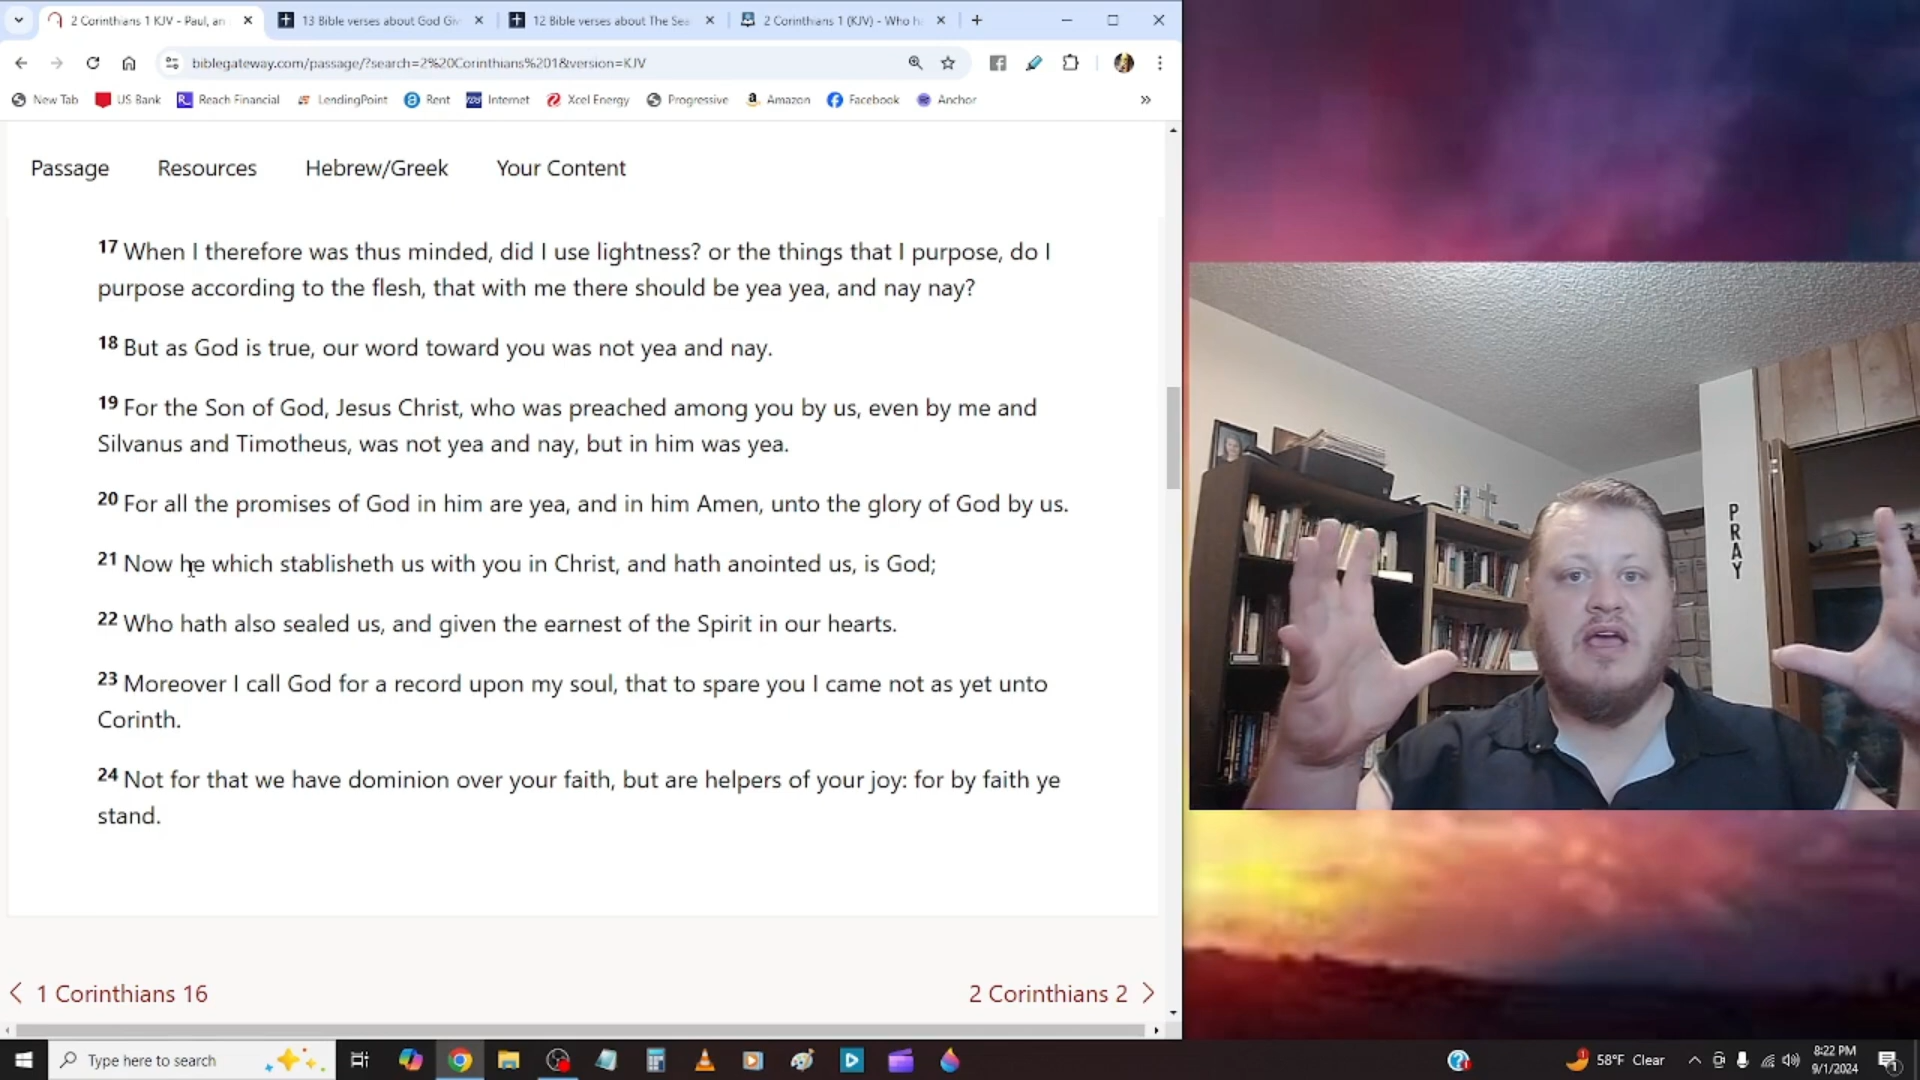 2 Corinthians 1 KJV - Paul, an
13 Bible verses about God Giv
12 Bible verses about The Sea
2 Corinthians 1 (KJV) - Who h
biblegateway.com/passage/?search=2%20Corinthians%201&version=KJV
New Tab
US Bank
Reach Financial
LendingPoint
Rent
Internet
Xcel Energy
Progressive
Amazon
Facebook
Anchor
Passage
Resources
Hebrew/Greek
Your Content
17 When I therefore was thus minded, did I use lightness? or the things that I purpose, do I
purpose according to the flesh, that with me there should be yea yea, and nay nay?
18 But as God is true, our word toward you was not yea and nay.
19 For the Son of God, Jesus Christ, who was preached among you by us, even by me and
Silvanus and Timotheus, was not yea and nay, but in him was yea.
20 For all the promises of God in him are yea, and in him Amen, unto the glory of God by us.
21 Now he which stablisheth us with you in Christ, and hath anointed us, is God;
22 Who hath also sealed us, and given the earnest of the Spirit in our hearts.
23 Moreover I call God for a record upon my soul, that to spare you I came not as yet unto
Corinth.
24 Not for that we have dominion over your faith, but are helpers of your joy: for by faith ye
stand.
1 Corinthians 16
2 Corinthians 2
PRAY
Type here to search
58°F Clear
8:22 PM
9/1/2024